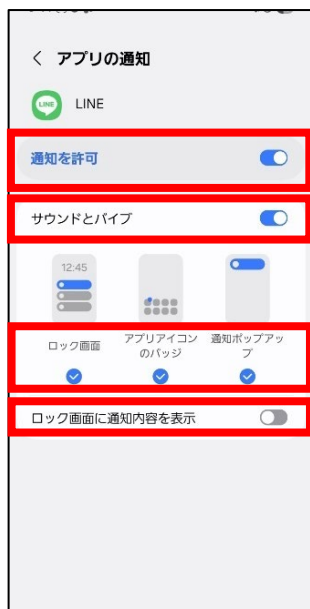 アプリの通知
LINE
LINE
通知を許可
サウンドとバイブ
12:45
ロック画面
アプリアイコン
のバッジ
通知ポップアッ
プ
ロック画面に通知内容を表示